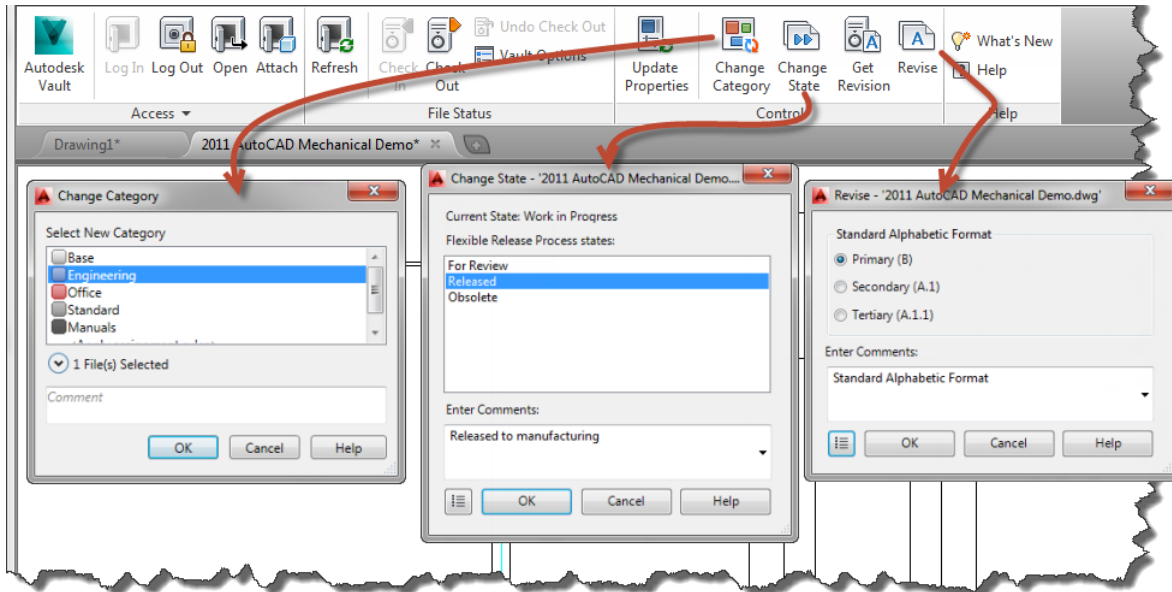 Undo Check Out
What's New
Autodesk Vault
Log In
Log Out
Open
Attach
Refresh
Check In
Check Out
Vault Options
Update Properties
Change Category
Change State
Get Revision
Revise
Help
Access
File Status
Control
Help
Drawing1*
2011 AutoCAD Mechanical Demo*
Change Category
Select New Category
Base
Engineering
Office
Standard
Manuals
1 File(s) Selected
Comment
OK
Cancel
Help
Change State - '2011 AutoCAD Mechanical Demo....
Current State: Work in Progress
Flexible Release Process states:
For Review
Released
Obsolete
Enter Comments:
Released to manufacturing
OK
Cancel
Help
Revise - '2011 AutoCAD Mechanical Demo.dwg'
Standard Alphabetic Format
Primary (B)
Secondary (A.1)
Tertiary (A.1.1)
Enter Comments:
Standard Alphabetic Format
OK
Cancel
Help